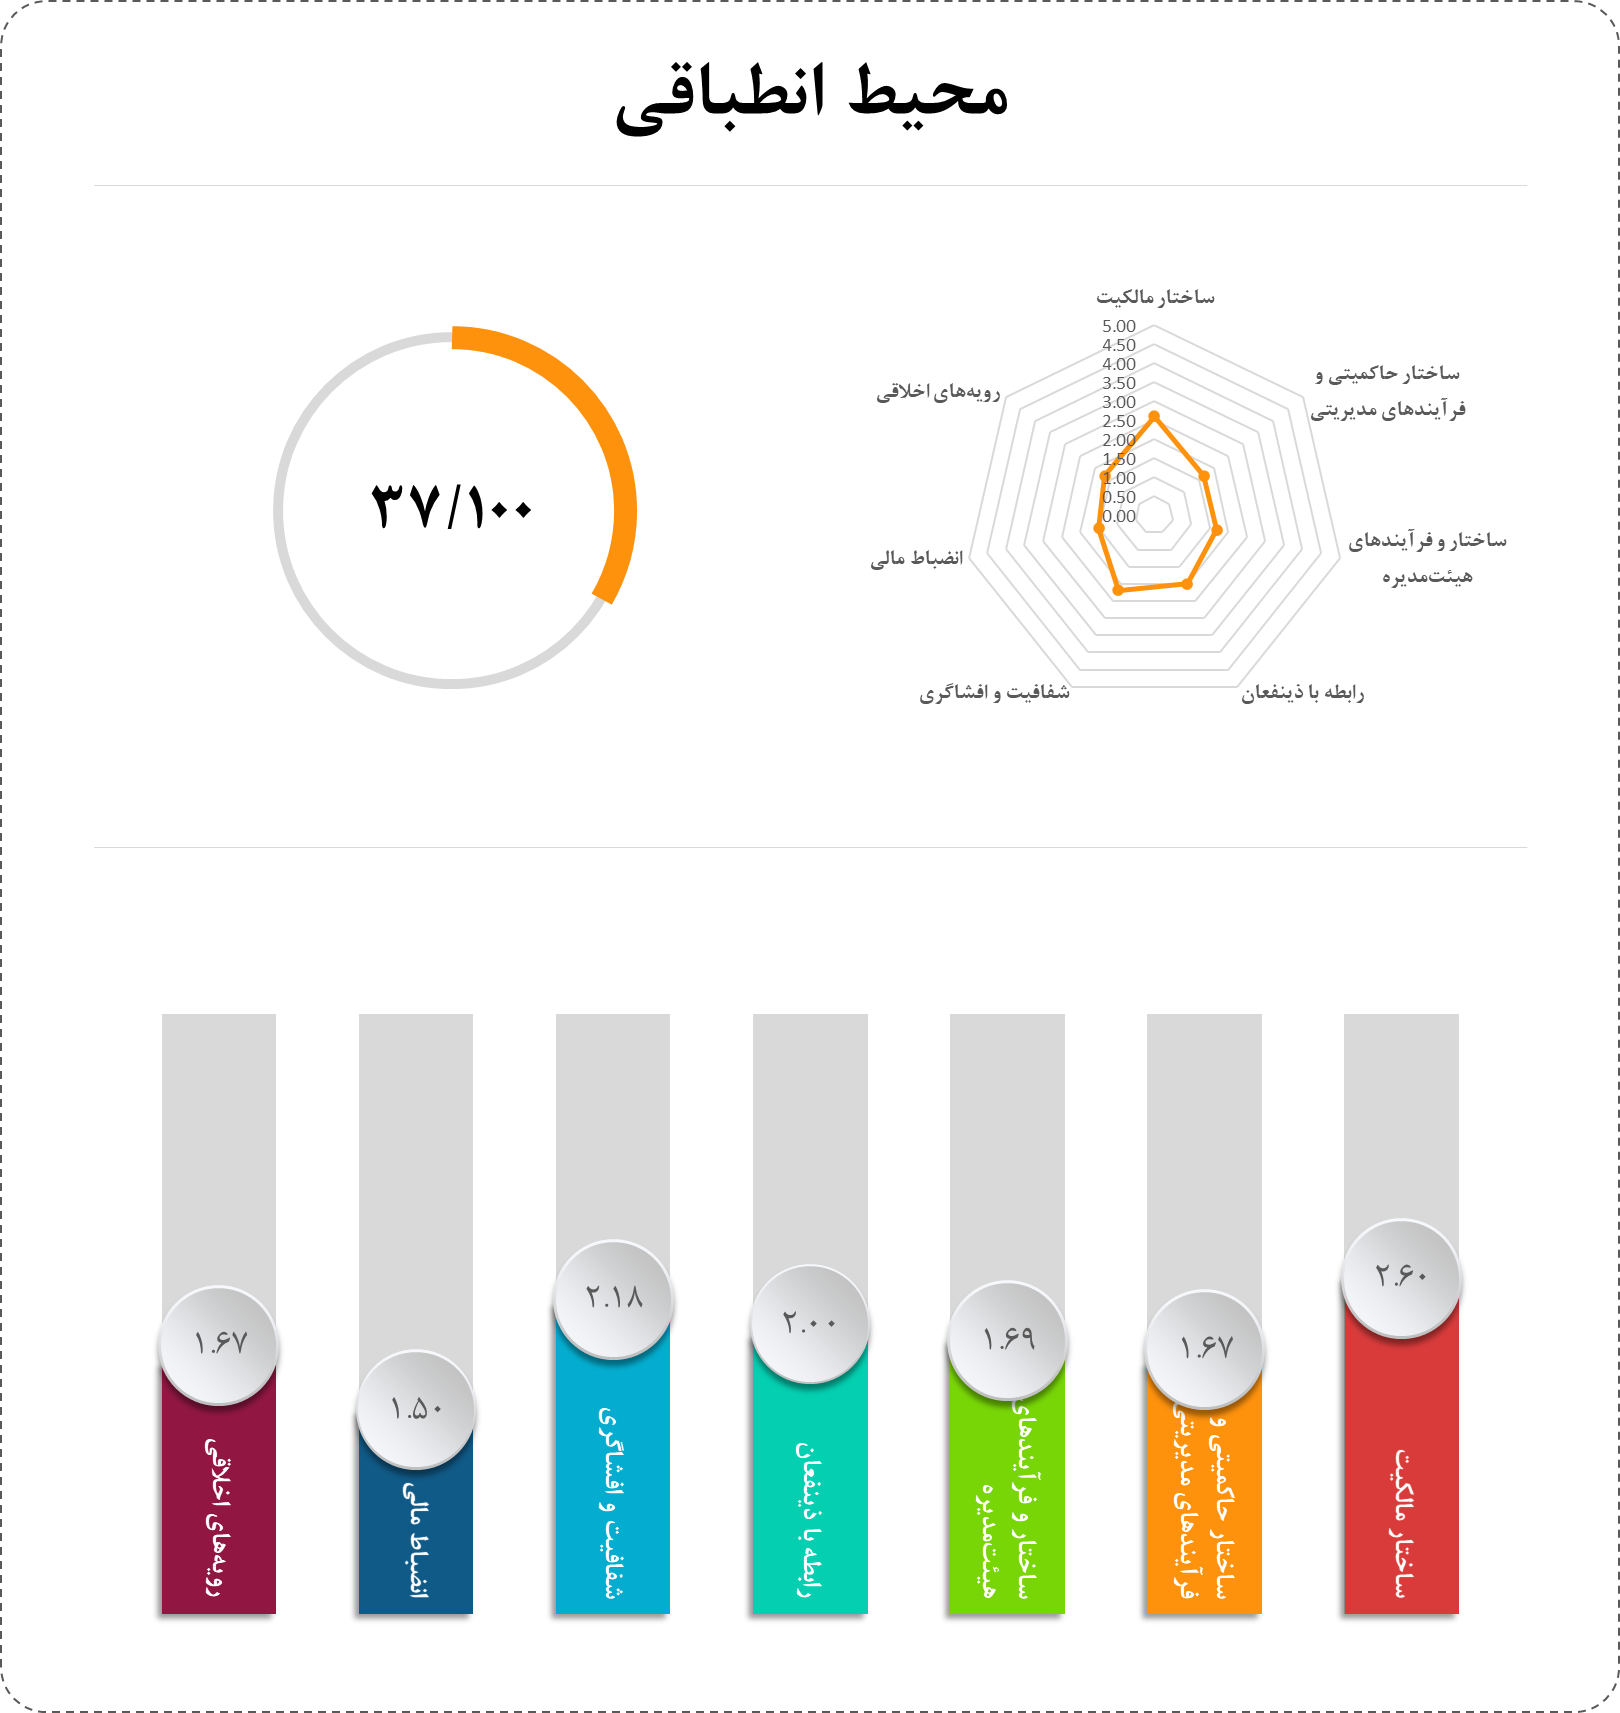 محیط انطباقی
ساختار مالکیت
ساختار حاکمیتی و
فرآیندهای مدیریتی
ساختار و فرآیندهای
هیئت‌مدیره
رابطه با ذینفعان
شفافیت و افشاگری
انضباط مالی
رویه‌های اخلاقی
5.00
4.50
4.00
3.50
3.00
2.50
2.00
1.50
1.00
0.50
0.00
۳۷/۱۰۰
۲.۶۰
ساختار مالکیت
۱.۶۷
ساختار حاکمیتی و
فرآیندهای مدیریتی
۱.۶۹
ساختار و فرآیندهای
هیئت‌مدیره
۲.۰۰
رابطه با ذینفعان
۲.۱۸
شفافیت و افشاگری
۱.۵۰
انضباط مالی
۱.۶۷
رویه‌های اخلاقی